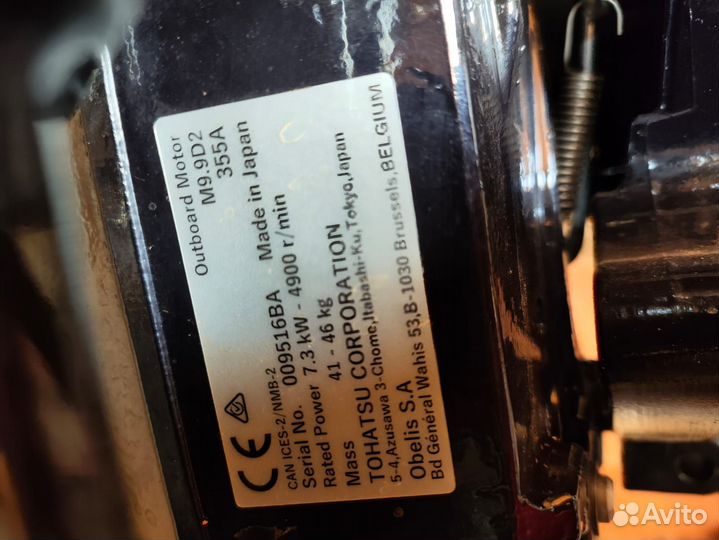 Outboard Motor
M9.9D2
355A
CE
CAN ICES-2/NMB-2
Serial No. 009516BA Made in Japan
Rated Power 7.3 kW - 4900 r/min
Mass 41 - 46 kg
TOHATSU CORPORATION
5-4,Azusawa 3-Chome,Itabashi-Ku,Tokyo,Japan
Obelis S.A
Bd Général Wahis 53,B-1030 Brussels,BELGIUM
Avito